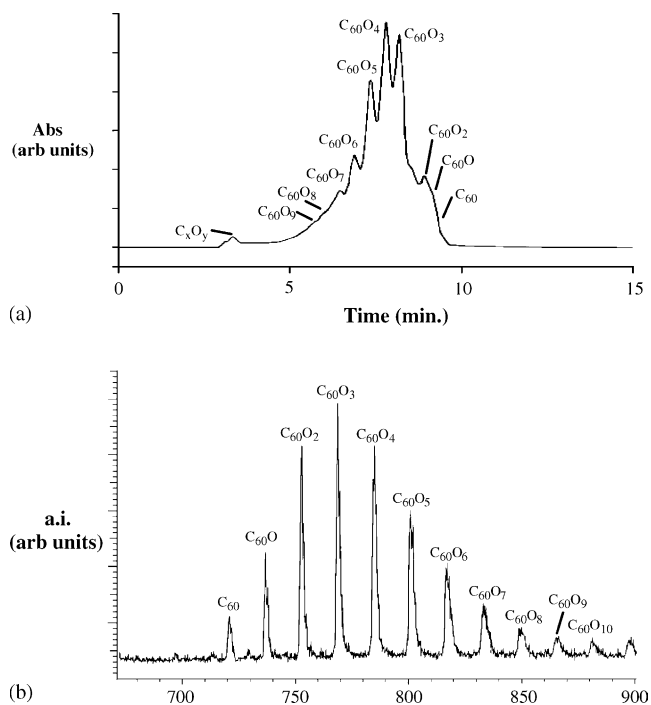 C60O4
C60O3
C60O5
C60O6
C60O2
C60O7
C60O
C60O8
C60
C60O9
CxOy
Abs
(arb units)
0
5
10
15
(a)
Time (min.)
C60O3
C60O2
C60O4
C60O5
a.i.
(arb units)
C60O
C60O6
C60O7
C60O9
C60
C60O8
C60O10
700
750
800
850
900
(b)